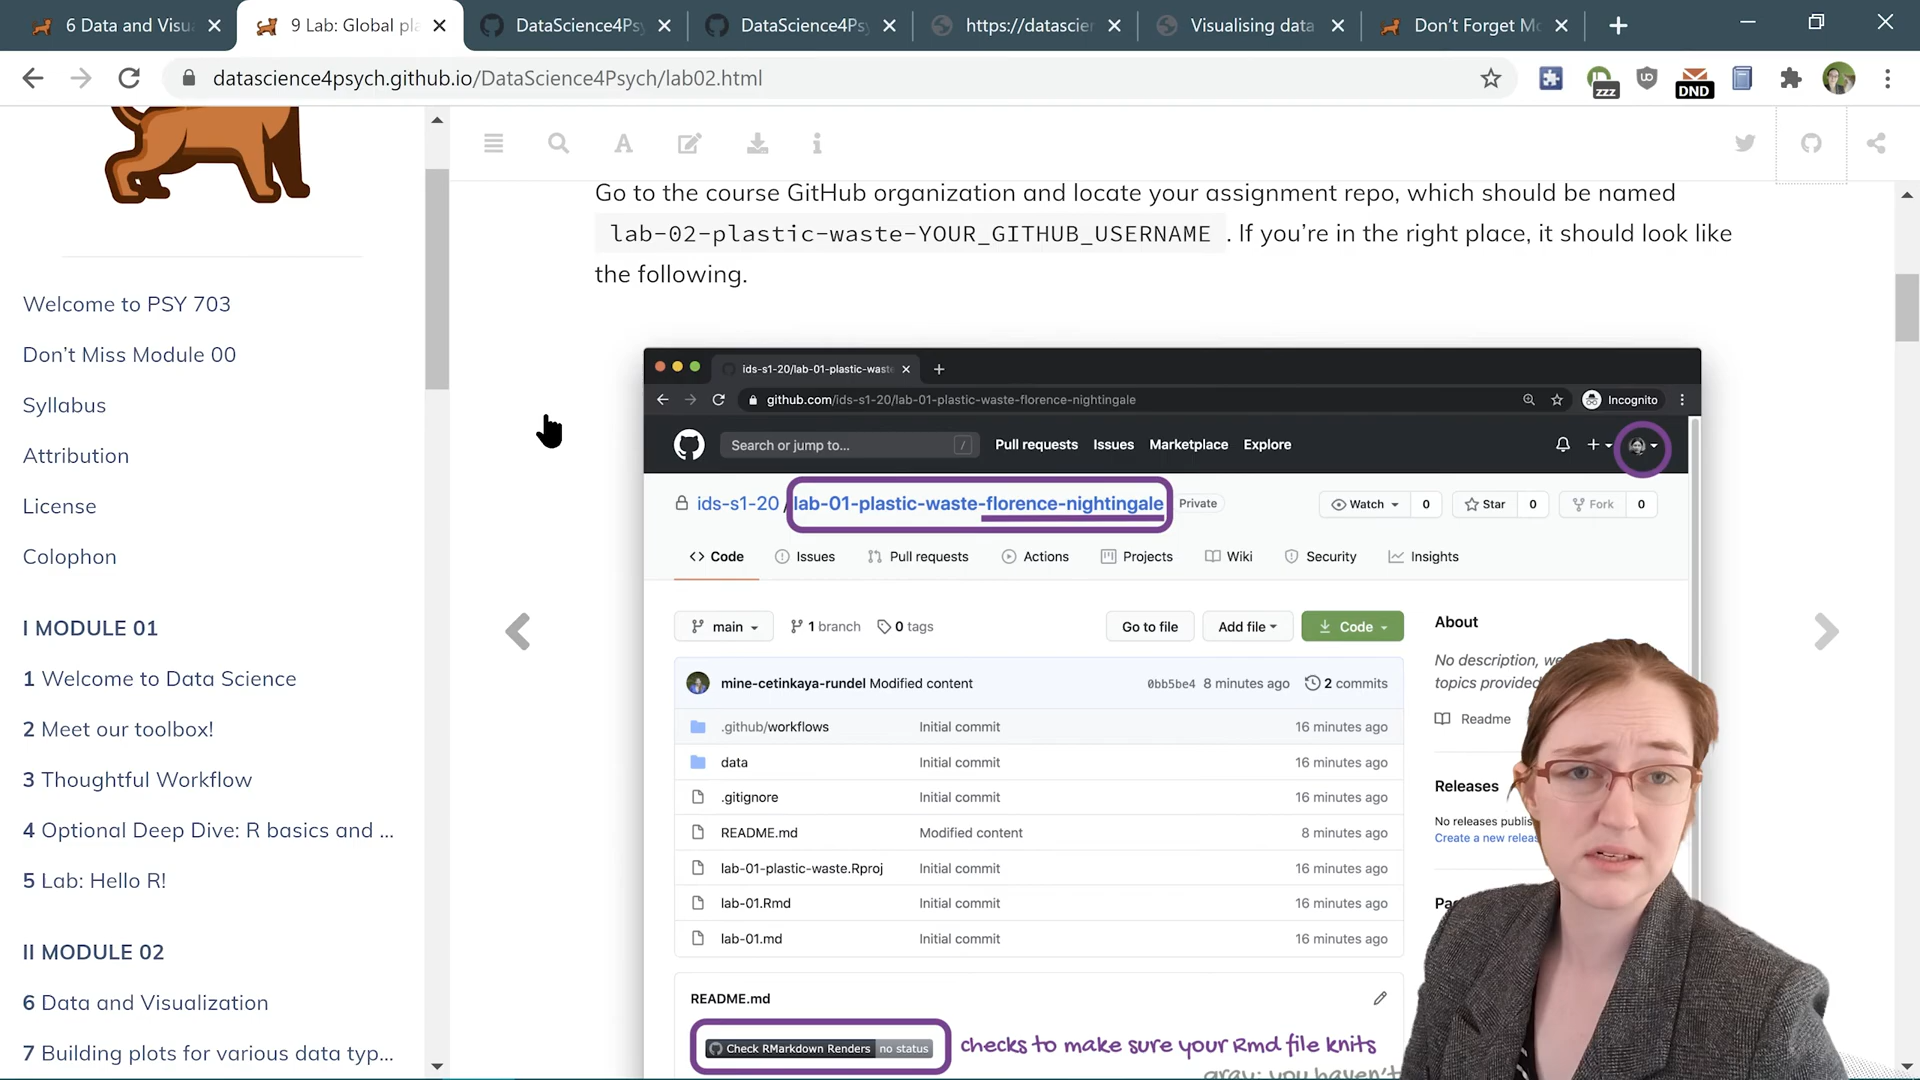 6 Data and Visua
9 Lab: Global pla
DataScience4Psy
DataScience4Psy
https://datascien
Visualising data
Don't Forget Mo
datascience4psych.github.io/DataScience4Psych/lab02.html
zzz
DND
Welcome to PSY 703
Don't Miss Module 00
Syllabus
Attribution
License
Colophon
I MODULE 01
1 Welcome to Data Science
2 Meet our toolbox!
3 Thoughtful Workflow
4 Optional Deep Dive: R basics and ...
5 Lab: Hello R!
II MODULE 02
6 Data and Visualization
7 Building plots for various data typ...
Go to the course GitHub organization and locate your assignment repo, which should be named
lab-02-plastic-waste-YOUR_GITHUB_USERNAME . If you're in the right place, it should look like
the following.
ids-s1-20/lab-01-plastic-waste
github.com/ids-s1-20/lab-01-plastic-waste-florence-nightingale
Incognito
Search or jump to... /
Pull requests Issues Marketplace Explore
ids-s1-20 / lab-01-plastic-waste-florence-nightingale Private
Watch 0 Star 0 Fork 0
Code Issues Pull requests Actions Projects Wiki Security Insights
main 1 branch 0 tags Go to file Add file Code
mine-cetinkaya-rundel Modified content 0bb5be4 8 minutes ago 2 commits
.github/workflows Initial commit 16 minutes ago
data Initial commit 16 minutes ago
.gitignore Initial commit 16 minutes ago
README.md Modified content 8 minutes ago
lab-01-plastic-waste.Rproj Initial commit 16 minutes ago
lab-01.Rmd Initial commit 16 minutes ago
lab-01.md Initial commit 16 minutes ago
About
No description, we
topics provided
Readme
Releases
No releases publis
Create a new relea
Pa
README.md
Check RMarkdown Renders no status
checks to make sure your Rmd file knits
gray: you haven't